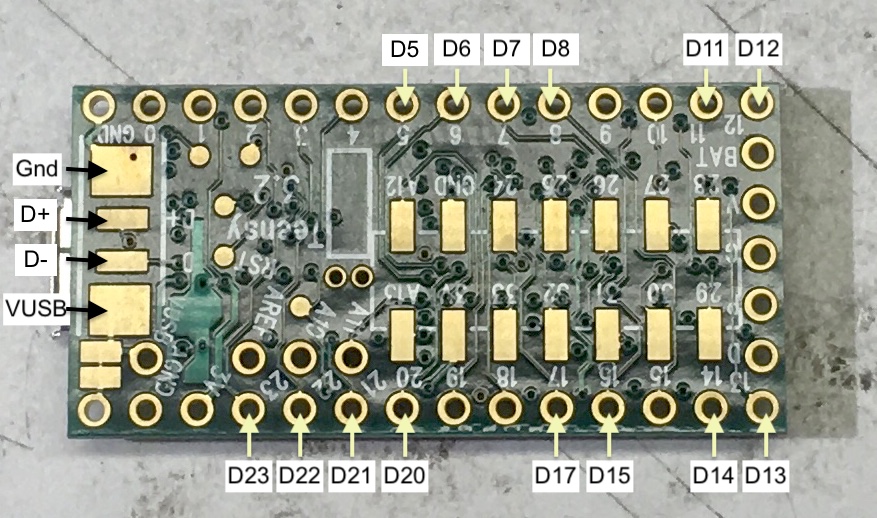 D5 D6 D7 D8 D11 D12
GND 0 1 2 3 4 5 6 7 8 9 10 11 12
BAT
Gnd
3.2 A12 GND 24 25 26 27 28
D+
Teensy
D-
RST
VUSB
AREF A13 33 32 31 30 29
AGND 23 22 21 20 19 18 17 16 15 14 13
D23 D22 D21 D20 D17 D15 D14 D13